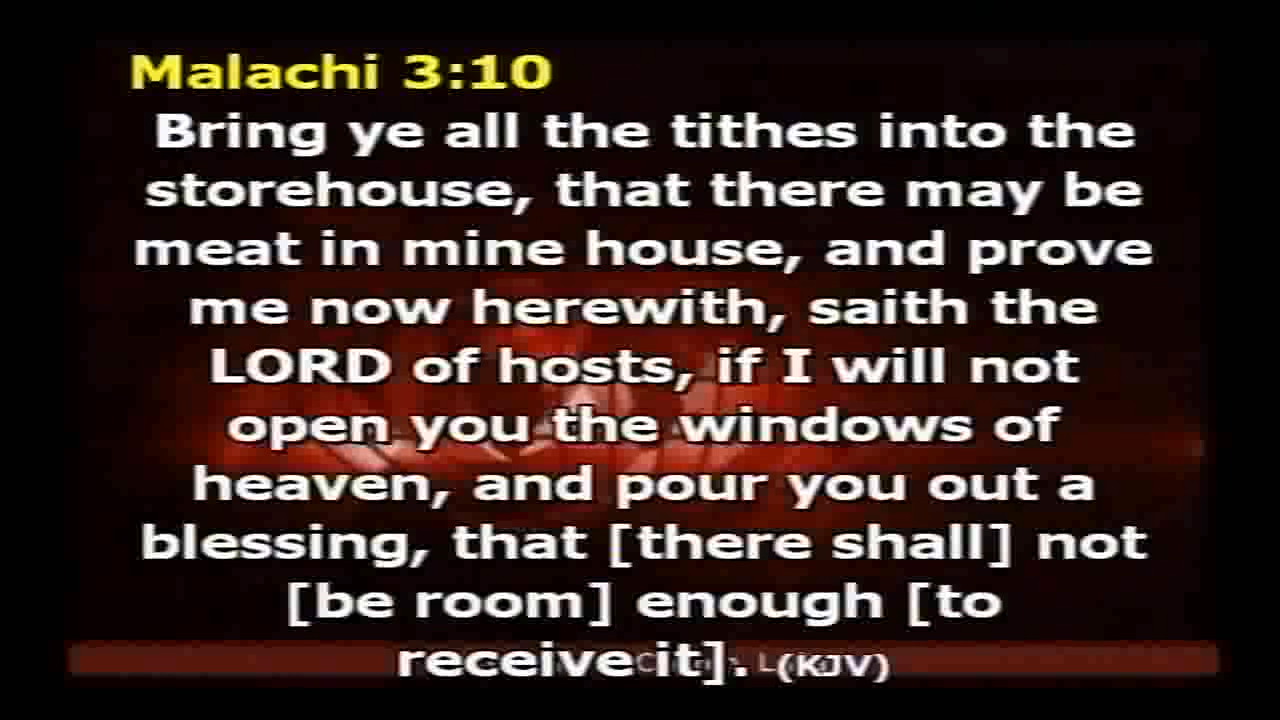 Malachi 3:10
Bring ye all the tithes into the
storehouse, that there may be
meat in mine house, and prove
me now herewith, saith the
LORD of hosts, if I will not
open you the windows of
heaven, and pour you out a
blessing, that [there shall] not
[be room] enough [to
receive it]. (KJV)